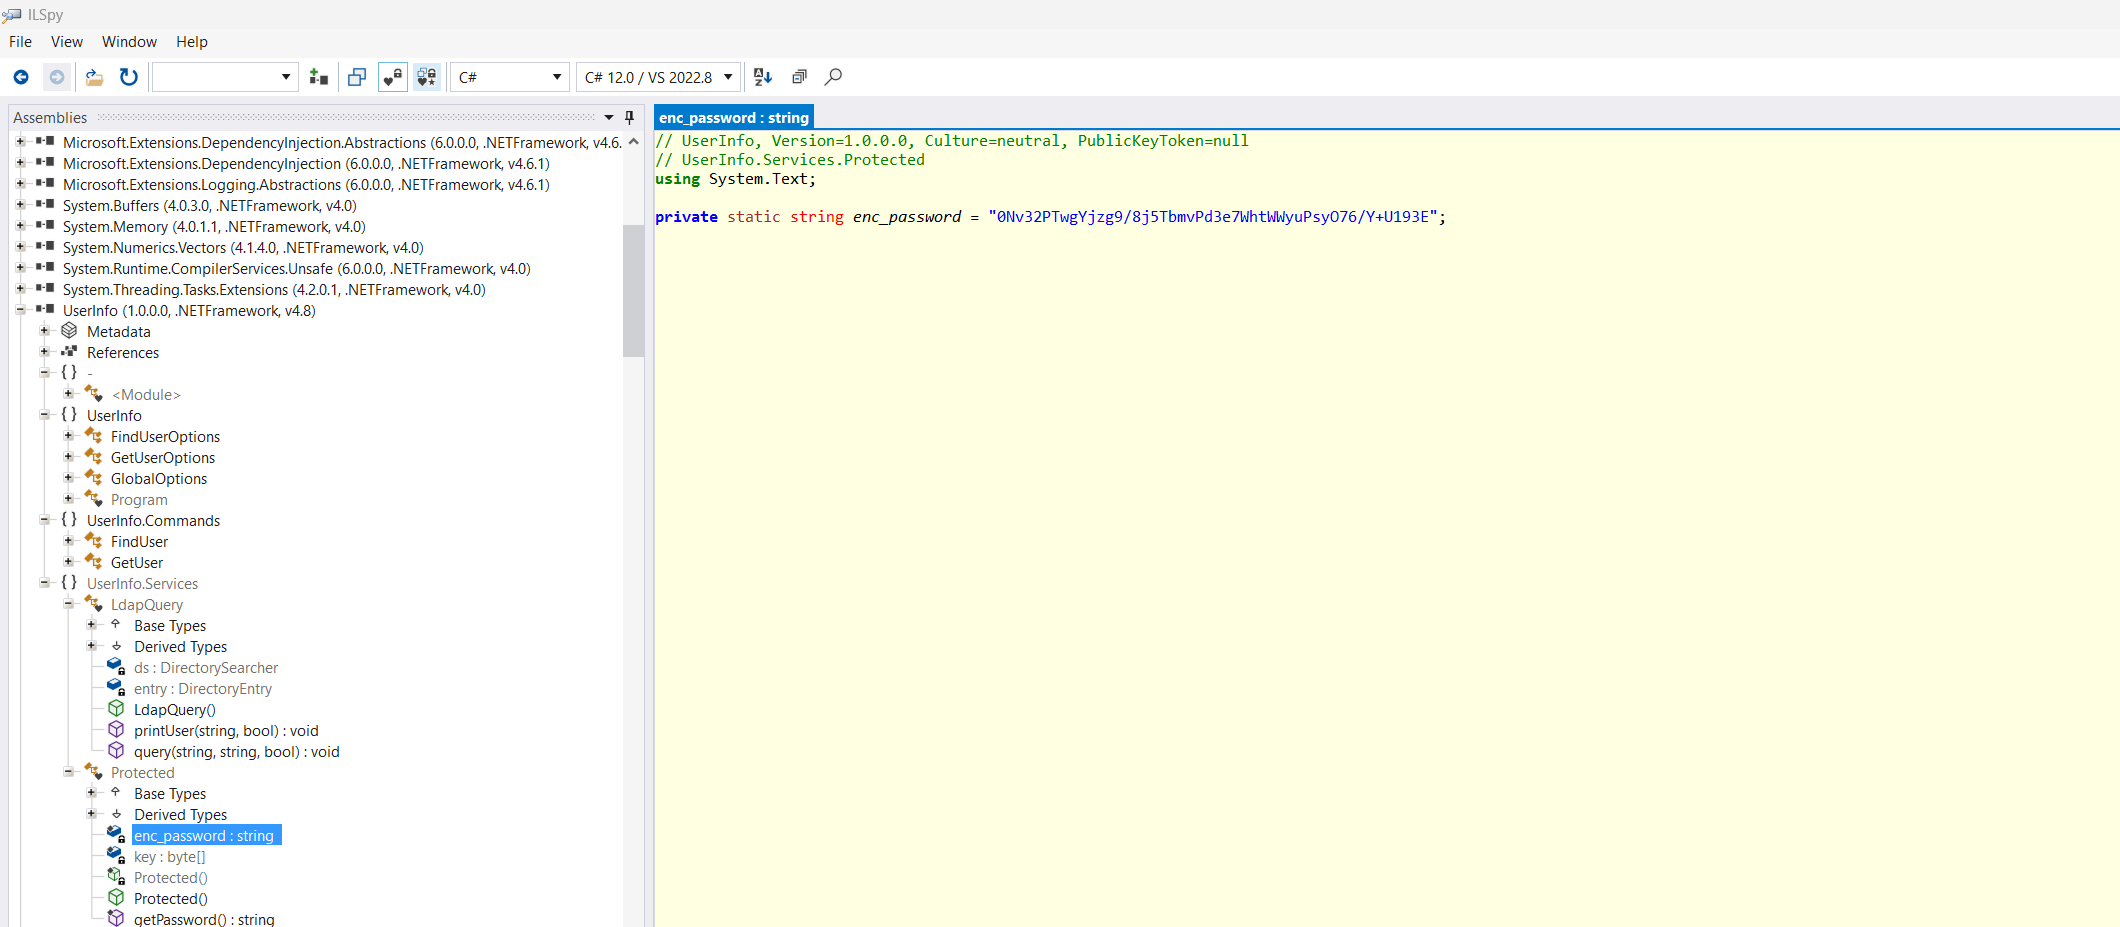 ILSpy
File View Window Help
C# C# 12.0 / VS 2022.8
Assemblies
Microsoft.Extensions.DependencyInjection.Abstractions (6.0.0.0, .NETFramework, v4.6.
Microsoft.Extensions.DependencyInjection (6.0.0.0, .NETFramework, v4.6.1)
Microsoft.Extensions.Logging.Abstractions (6.0.0.0, .NETFramework, v4.6.1)
System.Buffers (4.0.3.0, .NETFramework, v4.0)
System.Memory (4.0.1.1, .NETFramework, v4.0)
System.Numerics.Vectors (4.1.4.0, .NETFramework, v4.0)
System.Runtime.CompilerServices.Unsafe (6.0.0.0, .NETFramework, v4.0)
System.Threading.Tasks.Extensions (4.2.0.1, .NETFramework, v4.0)
UserInfo (1.0.0.0, .NETFramework, v4.8)
Metadata
References
{ } -
<Module>
{ } UserInfo
FindUserOptions
GetUserOptions
GlobalOptions
Program
{ } UserInfo.Commands
FindUser
GetUser
{ } UserInfo.Services
LdapQuery
Base Types
Derived Types
ds : DirectorySearcher
entry : DirectoryEntry
LdapQuery()
printUser(string, bool) : void
query(string, string, bool) : void
Protected
Base Types
Derived Types
enc_password : string
key : byte[]
Protected()
Protected()
getPassword() : string
enc_password : string
// UserInfo, Version=1.0.0.0, Culture=neutral, PublicKeyToken=null
// UserInfo.Services.Protected
using System.Text;
private static string enc_password = "0Nv32PTwgYjzg9/8j5TbmvPd3e7WhtWWyuPsyO76/Y+U193E";